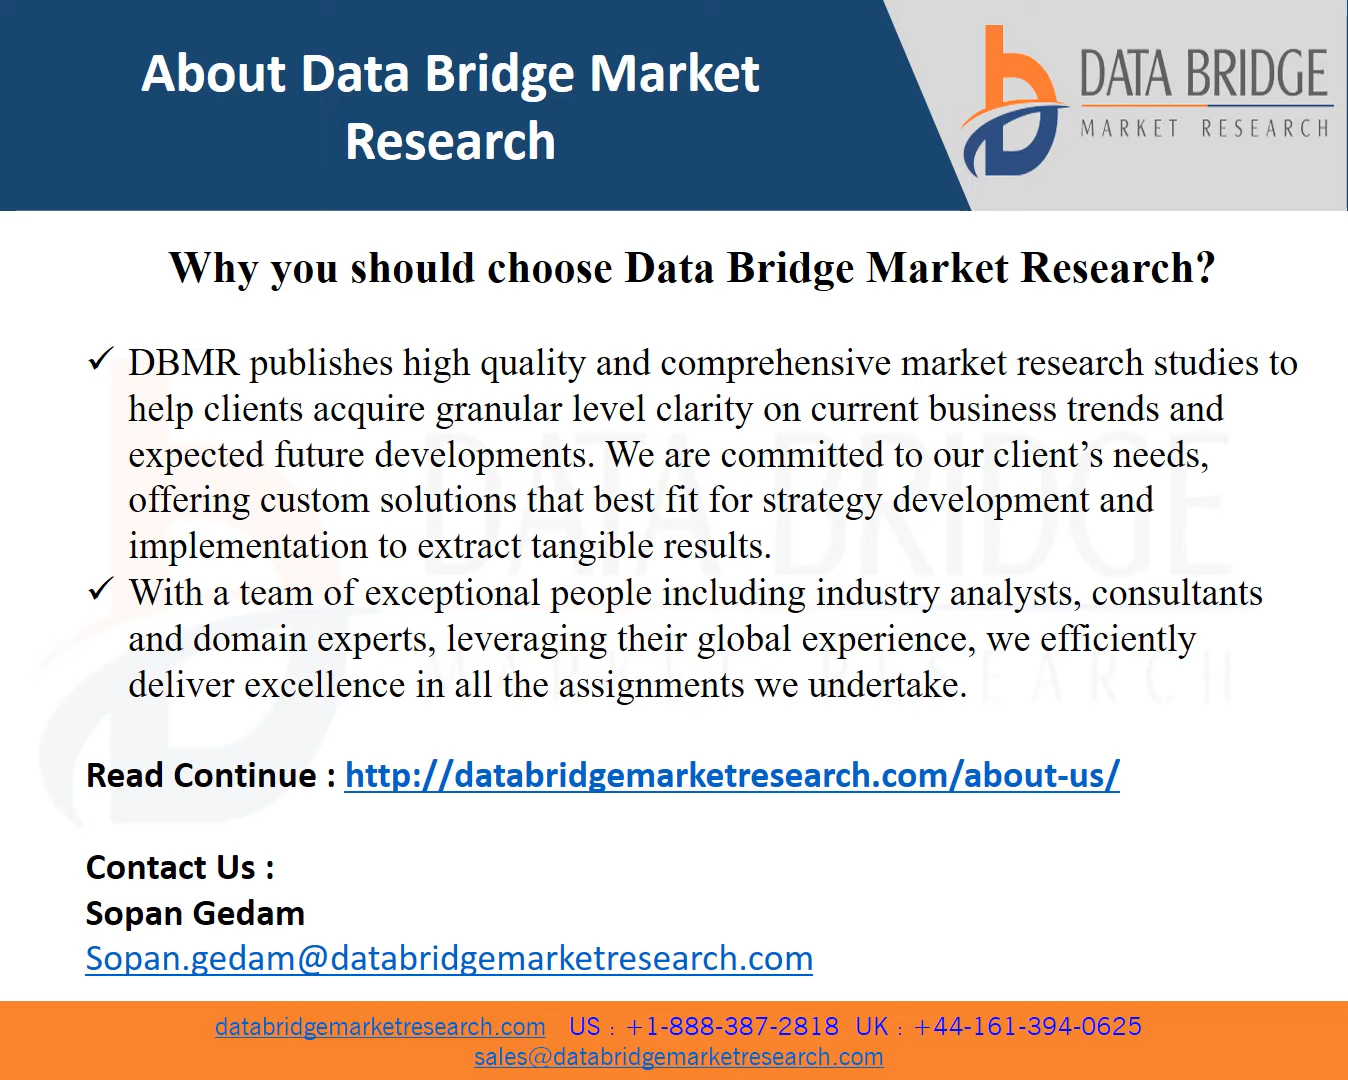 About Data Bridge Market
Research
DATA BRIDGE
MARKET RESEARCH
Why you should choose Data Bridge Market Research?
✓ DBMR publishes high quality and comprehensive market research studies to
help clients acquire granular level clarity on current business trends and
expected future developments. We are committed to our client’s needs,
offering custom solutions that best fit for strategy development and
implementation to extract tangible results.
✓ With a team of exceptional people including industry analysts, consultants
and domain experts, leveraging their global experience, we efficiently
deliver excellence in all the assignments we undertake.
DATA BRIDGE
MARKET RESEARCH
Read Continue : http://databridgemarketresearch.com/about-us/
Contact Us :
Sopan Gedam
Sopan.gedam@databridgemarketresearch.com
databridgemarketresearch.com US : +1-888-387-2818 UK : +44-161-394-0625
sales@databridgemarketresearch.com